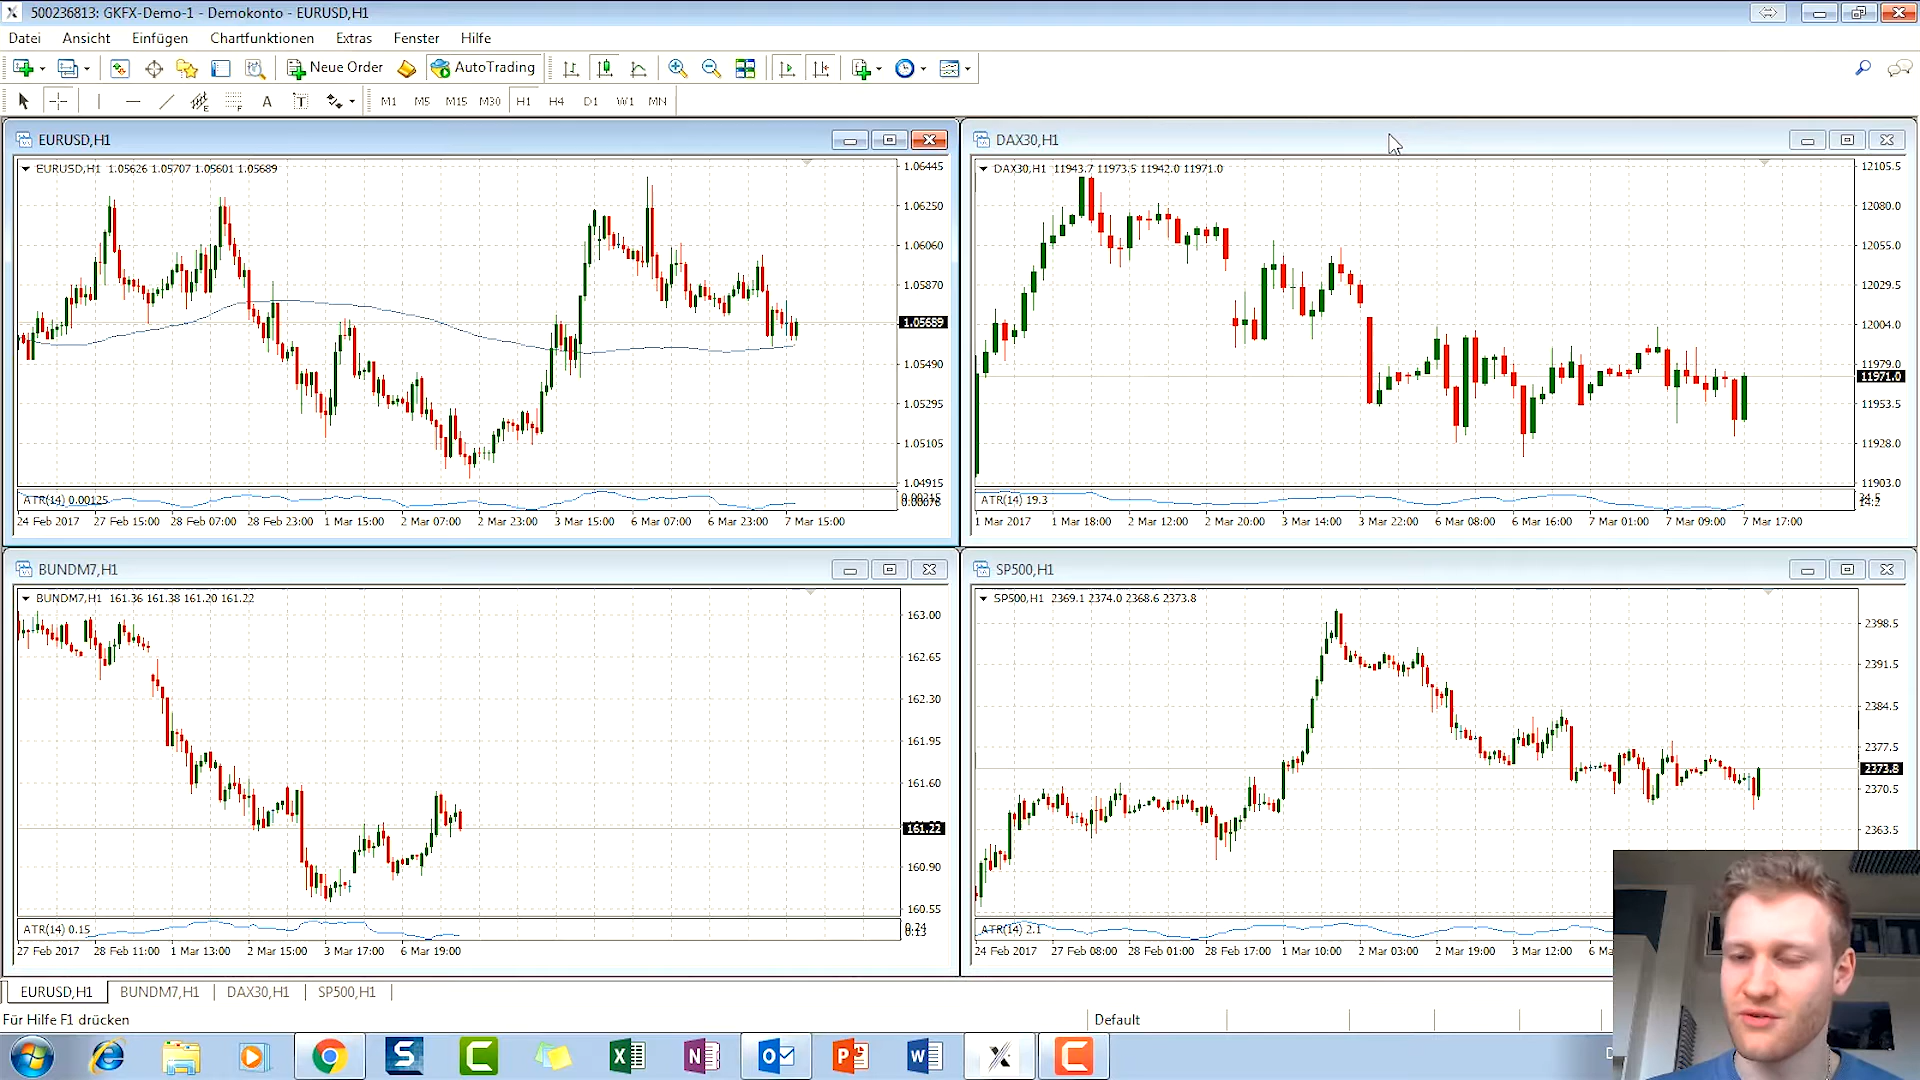 500236813: GKFX-Demo-1 - Demokonto - EURUSD,H1
Datei Ansicht Einfügen Chartfunktionen Extras Fenster Hilfe
Neue Order AutoTrading
A T M1 M5 M15 M30 H1 H4 D1 W1 MN
EURUSD,H1
EURUSD,H1 1.05626 1.05707 1.05601 1.05689
1.06445
1.06250
1.06060
1.05870
1.05689
1.05490
1.05295
1.05105
1.04915
ATR(14) 0.00125
24 Feb 2017 27 Feb 15:00 28 Feb 07:00 28 Feb 23:00 1 Mar 15:00 2 Mar 07:00 2 Mar 23:00 3 Mar 15:00 6 Mar 07:00 6 Mar 23:00 7 Mar 15:00
DAX30,H1
DAX30,H1 11943.7 11973.5 11942.0 11971.0
12105.5
12080.0
12055.0
12029.5
12004.0
11979.0
11971.0
11953.5
11928.0
11903.0
ATR(14) 19.3
14.2
1 Mar 2017 1 Mar 18:00 2 Mar 12:00 2 Mar 20:00 3 Mar 14:00 3 Mar 22:00 6 Mar 08:00 6 Mar 16:00 7 Mar 01:00 7 Mar 09:00 7 Mar 17:00
BUNDM7,H1
BUNDM7,H1 161.36 161.38 161.20 161.22
163.00
162.65
162.30
161.95
161.60
161.22
160.90
160.55
ATR(14) 0.15
27 Feb 2017 28 Feb 11:00 1 Mar 13:00 2 Mar 15:00 3 Mar 17:00 6 Mar 19:00
SP500,H1
SP500,H1 2369.1 2374.0 2368.6 2373.8
2398.5
2391.5
2384.5
2377.5
2373.8
2370.5
2363.5
ATR(14) 2.1
24 Feb 2017 27 Feb 08:00 28 Feb 01:00 28 Feb 17:00 1 Mar 10:00 2 Mar 03:00 2 Mar 19:00 3 Mar 12:00 6 Ma
EURUSD,H1 BUNDM7,H1 DAX30,H1 SP500,H1
Für Hilfe F1 drücken Default